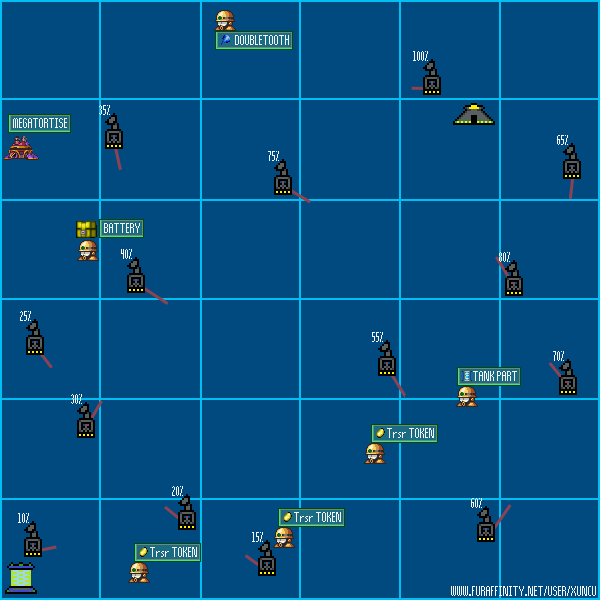 DOUBLETOOTH
100%
35%
MEGATORTISE
65%
75%
BATTERY
40%
80%
25%
55%
70%
TANK PART
30%
Trsr TOKEN
20%
60%
10%
Trsr TOKEN
15%
Trsr TOKEN
WWW.FURAFFINITY.NET/USER/XUNCU